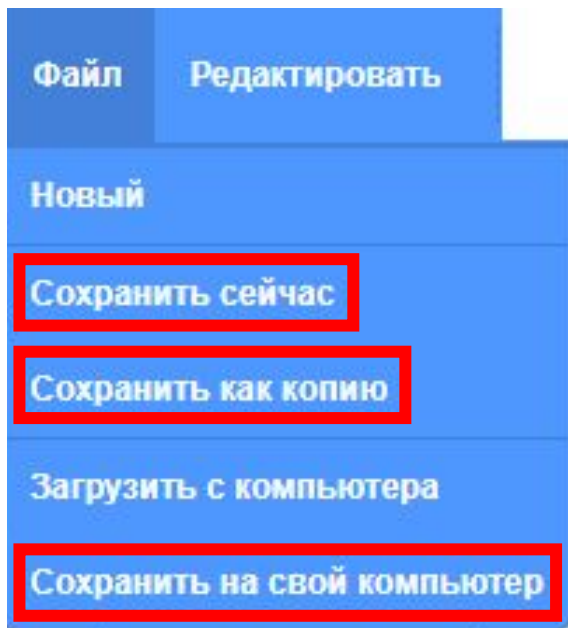 Файл Редактировать
Новый
Сохранить сейчас
Сохранить как копию
Загрузить с компьютера
Сохранить на свой компьютер